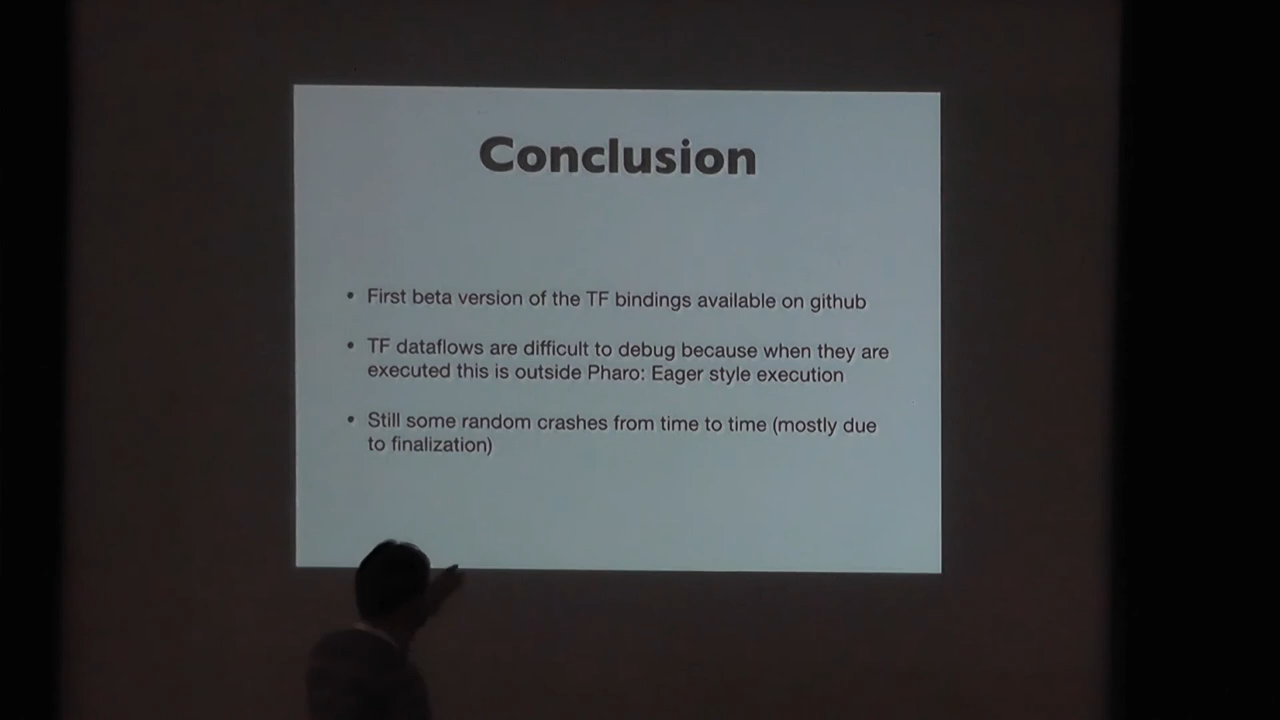 Conclusion
• First beta version of the TF bindings available on github
• TF dataflows are difficult to debug because when they are
executed this is outside Pharo: Eager style execution
• Still some random crashes from time to time (mostly due
to finalization)